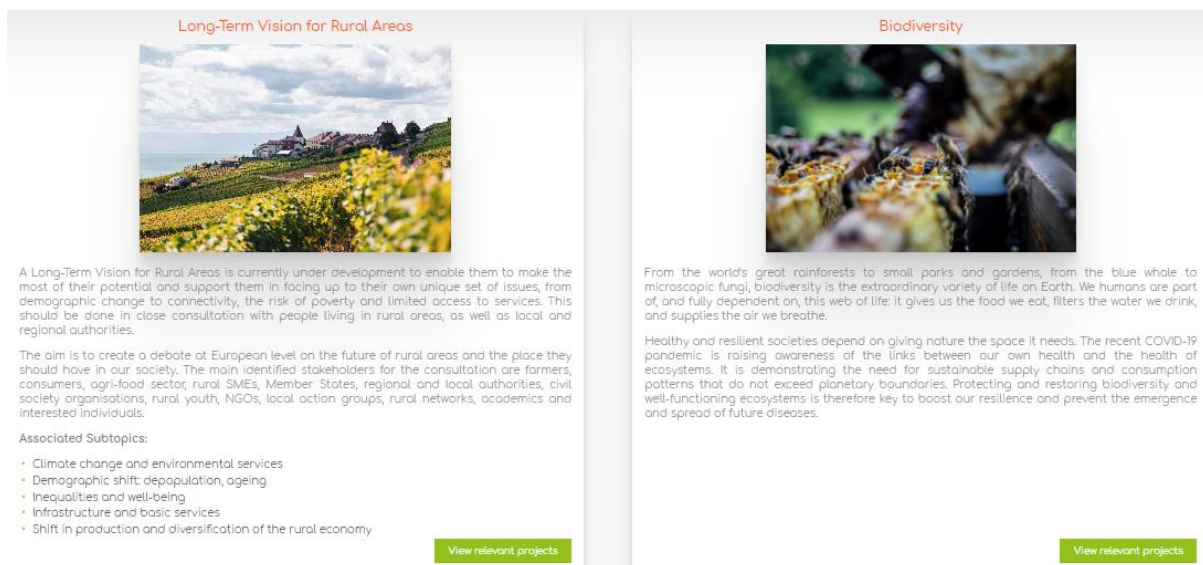 Long-Term Vision for Rural Areas
A Long-Term Vision for Rural Areas is currently under development to enable them to make the
most of their potential and support them in facing up to their own unique set of issues, from
demographic change to connectivity, the risk of poverty and limited access to services. This
should be done in close consultation with people living in rural areas, as well as local and
regional authorities.
The aim is to create a debate at European level on the future of rural areas and the place they
should have in our society. The main identified stakeholders for the consultation are farmers,
consumers, agri-food sector, rural SMEs, Member States, regional and local authorities, civil
society organisations, rural youth, NGOs, local action groups, rural networks, academics and
interested individuals.
Associated Subtopics:
• Climate change and environmental services
• Demographic shift: depopulation, ageing
• Inequalities and well-being
• Infrastructure and basic services
• Shift in production and diversification of the rural economy
View relevant projects
Biodiversity
From the world's great rainforests to small parks and gardens, from the blue whale to
microscopic fungi, biodiversity is the extraordinary variety of life on Earth. We humans are part
of, and fully dependent on, this web of life: it gives us the food we eat, filters the water we drink,
and supplies the air we breathe.
Healthy and resilient societies depend on giving nature the space it needs. The recent COVID-19
pandemic is raising awareness of the links between our own health and the health of
ecosystems. It is demonstrating the need for sustainable supply chains and consumption
patterns that do not exceed planetary boundaries. Protecting and restoring biodiversity and
well-functioning ecosystems is therefore key to boost our resilience and prevent the emergence
and spread of future diseases.
View relevant projects